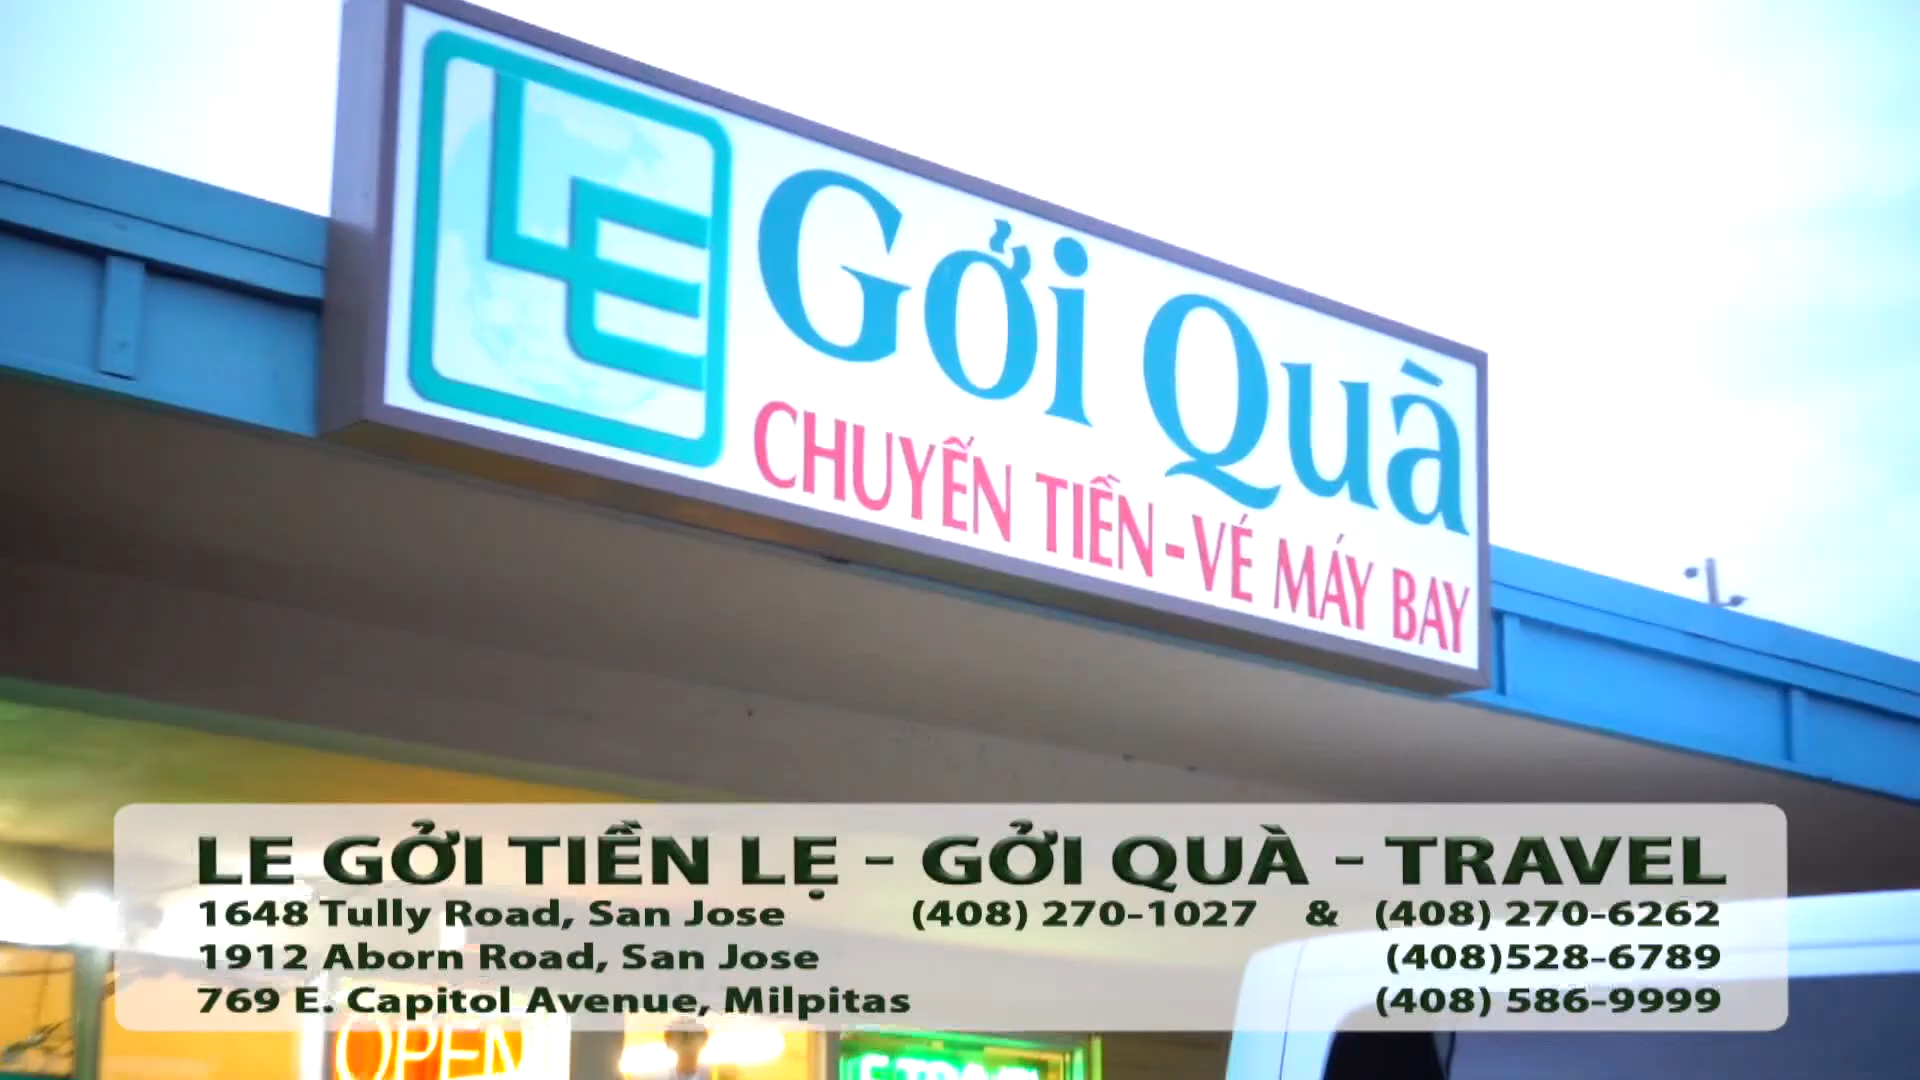 LE
Gởi Quà
CHUYỂN TIỀN - VÉ MÁY BAY
LE GỞI TIỀN LẸ - GỞI QUÀ - TRAVEL
1648 Tully Road, San Jose (408) 270-1027 & (408) 270-6262
1912 Aborn Road, San Jose (408)528-6789
769 E. Capitol Avenue, Milpitas (408) 586-9999
OPEN